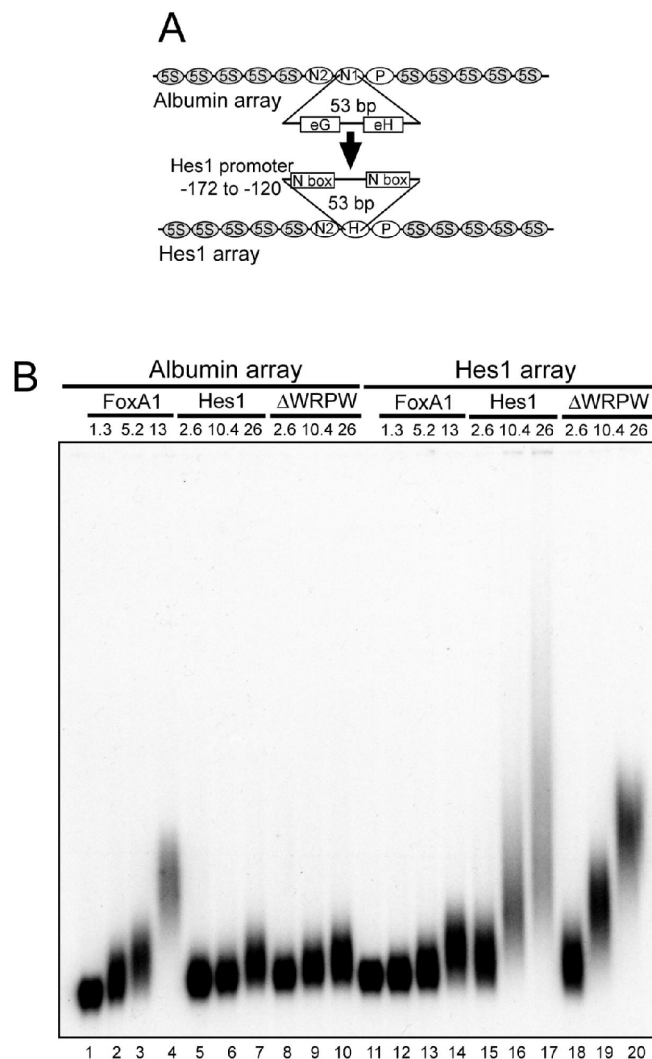 A
5S 5S 5S 5S 5S N2 N1 P 5S 5S 5S 5S 5S
Albumin array
53 bp
eG eH
Hes1 promoter
-172 to -120
N box N box
53 bp
5S 5S 5S 5S 5S N2 H P 5S 5S 5S 5S 5S
Hes1 array
B
Albumin array Hes1 array
FoxA1 Hes1 ΔWRPW FoxA1 Hes1 ΔWRPW
1.3 5.2 13 2.6 10.4 26 2.6 10.4 26 1.3 5.2 13 2.6 10.4 26 2.6 10.4 26
1 2 3 4 5 6 7 8 9 10 11 12 13 14 15 16 17 18 19 20